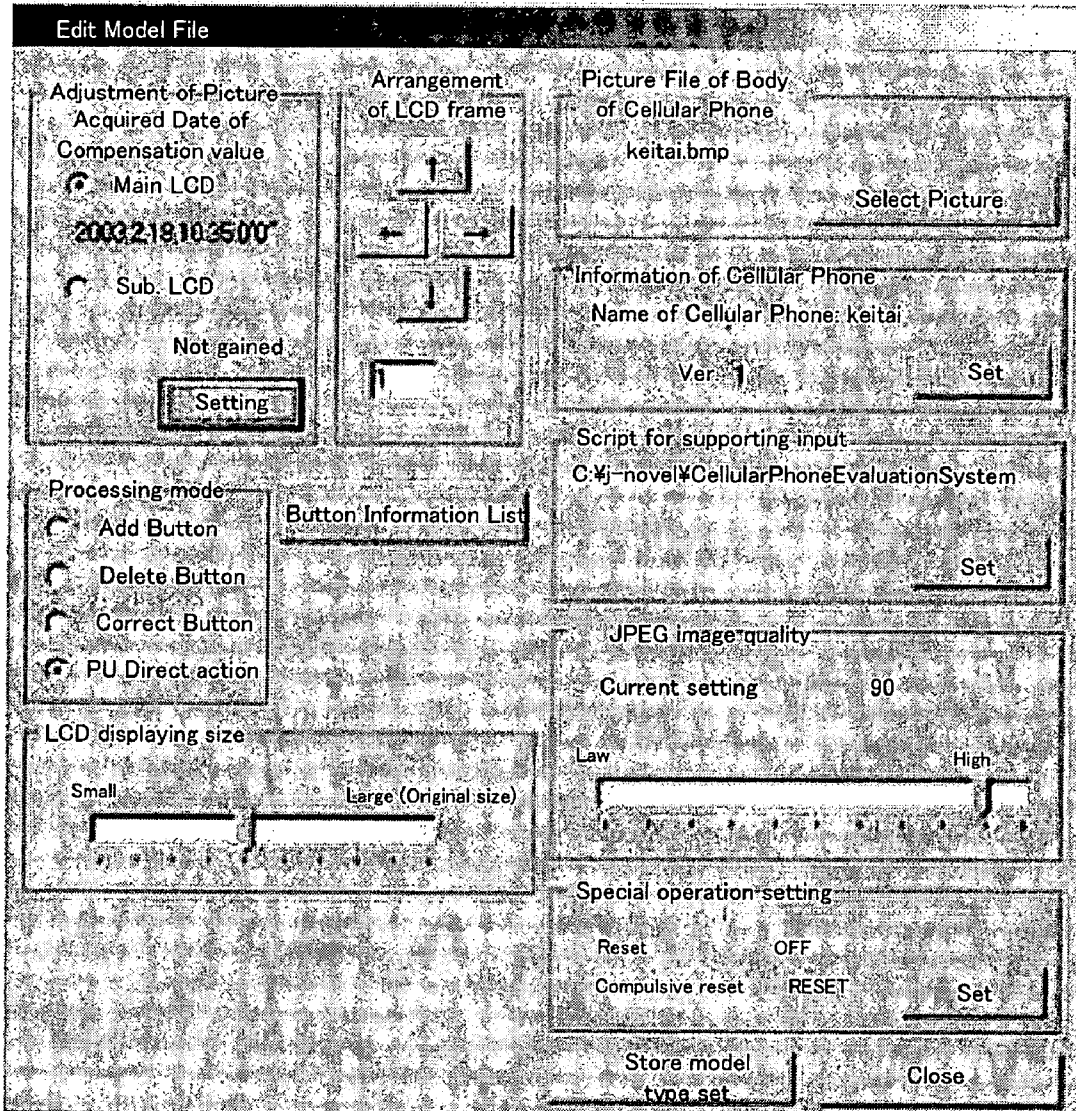 Edit Model File
Adjustment of Picture
Acquired Date of
Compensation value
Main LCD
2003.2.19.10:35'00"
Sub. LCD
Not gained
Setting
Arrangement
of LCD frame
↑
← →
↓
1
Picture File of Body
of Cellular Phone
keitai.bmp
Select Picture
Information of Cellular Phone
Name of Cellular Phone: keitai
Ver. 1
Set
Script for supporting input
C:¥j-novel¥CellularPhoneEvaluationSystem
Set
Processing mode
Add Button
Delete Button
Correct Button
PU Direct action
Button Information List
JPEG image quality
Current setting 90
Law High
LCD displaying size
Small Large (Original size)
Special operation setting
Reset OFF
Compulsive reset RESET
Set
Store model
type set
Close